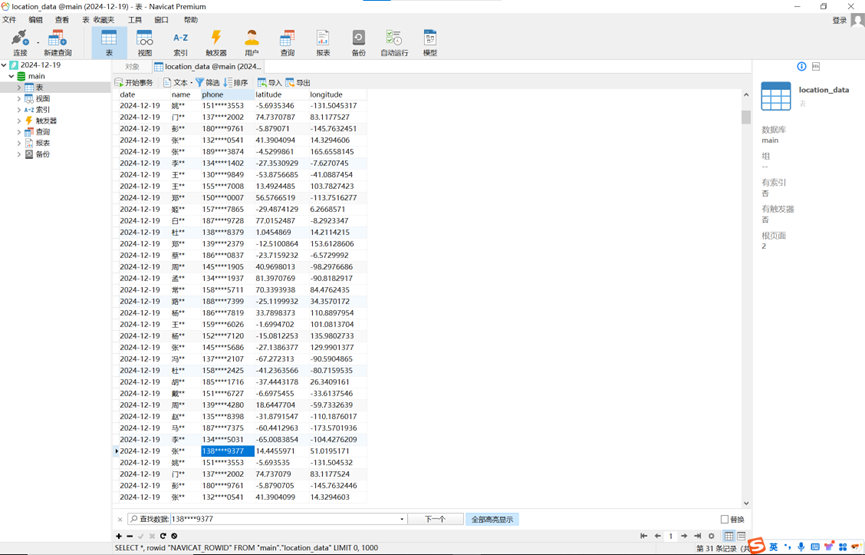 location_data @main (2024-12-19) - 表 - Navicat Premium
文件 编辑 查看 表 收藏夹 工具 窗口 帮助 登录
连接 新建查询 表 视图 索引 触发器 用户 查询 报表 备份 自动运行 模型
2024-12-19
main
表
视图
索引
触发器
查询
报表
备份
对象 location_data @main (2024...
开始事务 文本 筛选 排序 导入 导出
date name phone latitude longitude
2024-12-19 姚** 151****3553 -5.6935346 -131.5045317
2024-12-19 门** 137****2002 74.7370787 83.1177527
2024-12-19 彭** 180****9761 -5.879071 -145.7632451
2024-12-19 张** 132****0541 41.3904094 14.3294606
2024-12-19 张** 189****3874 -4.5299861 165.6558145
2024-12-19 李** 134****1402 -27.3530929 -7.6270745
2024-12-19 王** 130****9849 -53.8756685 -41.0887454
2024-12-19 王** 155****7008 13.4924485 103.7827423
2024-12-19 郑** 150****0007 56.5766519 -113.7516277
2024-12-19 姬** 157****7865 -29.4874129 6.2668571
2024-12-19 白** 187****9728 77.0152487 -8.2923347
2024-12-19 杜** 138****8379 1.0454869 14.2114215
2024-12-19 郑** 139****2379 -12.5100864 153.6128606
2024-12-19 蔡** 186****0837 -23.7159232 -6.5729992
2024-12-19 周** 145****1905 40.9698013 -98.2976686
2024-12-19 孟** 134****1937 81.3970769 -90.8182917
2024-12-19 常** 158****5711 70.3393938 84.4762435
2024-12-19 路** 188****7399 -25.1199932 34.3570172
2024-12-19 杨** 186****7819 33.7898373 110.8897954
2024-12-19 王** 159****6026 -1.6994702 101.0813704
2024-12-19 杨** 152****7120 -15.0812253 135.9802733
2024-12-19 张** 145****5686 -27.1386377 129.9901377
2024-12-19 冯** 137****2107 -67.272313 -90.5904865
2024-12-19 杜** 158****2425 -41.2363566 -80.7159535
2024-12-19 胡** 185****1716 -37.4443178 26.3409161
2024-12-19 戴** 151****6727 -6.6975455 -33.6137546
2024-12-19 周** 139****4280 18.6447704 -59.7332639
2024-12-19 赵** 135****8398 -31.8791547 -110.1876017
2024-12-19 马** 187****7375 -60.4412963 -173.5701936
2024-12-19 李** 134****5031 -65.0083854 -104.4276209
2024-12-19 张** 138****9377 14.4455971 51.0195171
2024-12-19 姚** 151****3553 -5.693535 -131.504532
2024-12-19 门** 137****2002 74.737079 83.1177524
2024-12-19 彭** 180****9761 -5.8790705 -145.7632446
2024-12-19 张** 132****0541 41.3904099 14.3294603
查找数据: 138****9377 下一个 全部高亮显示 替换
SELECT *, rowid "NAVICAT_ROWID" FROM "main"."location_data" LIMIT 0, 1000
1
第 31 条记录
英
location_data
表
数据库
main
组
--
有索引
否
有触发器
否
根页面
2